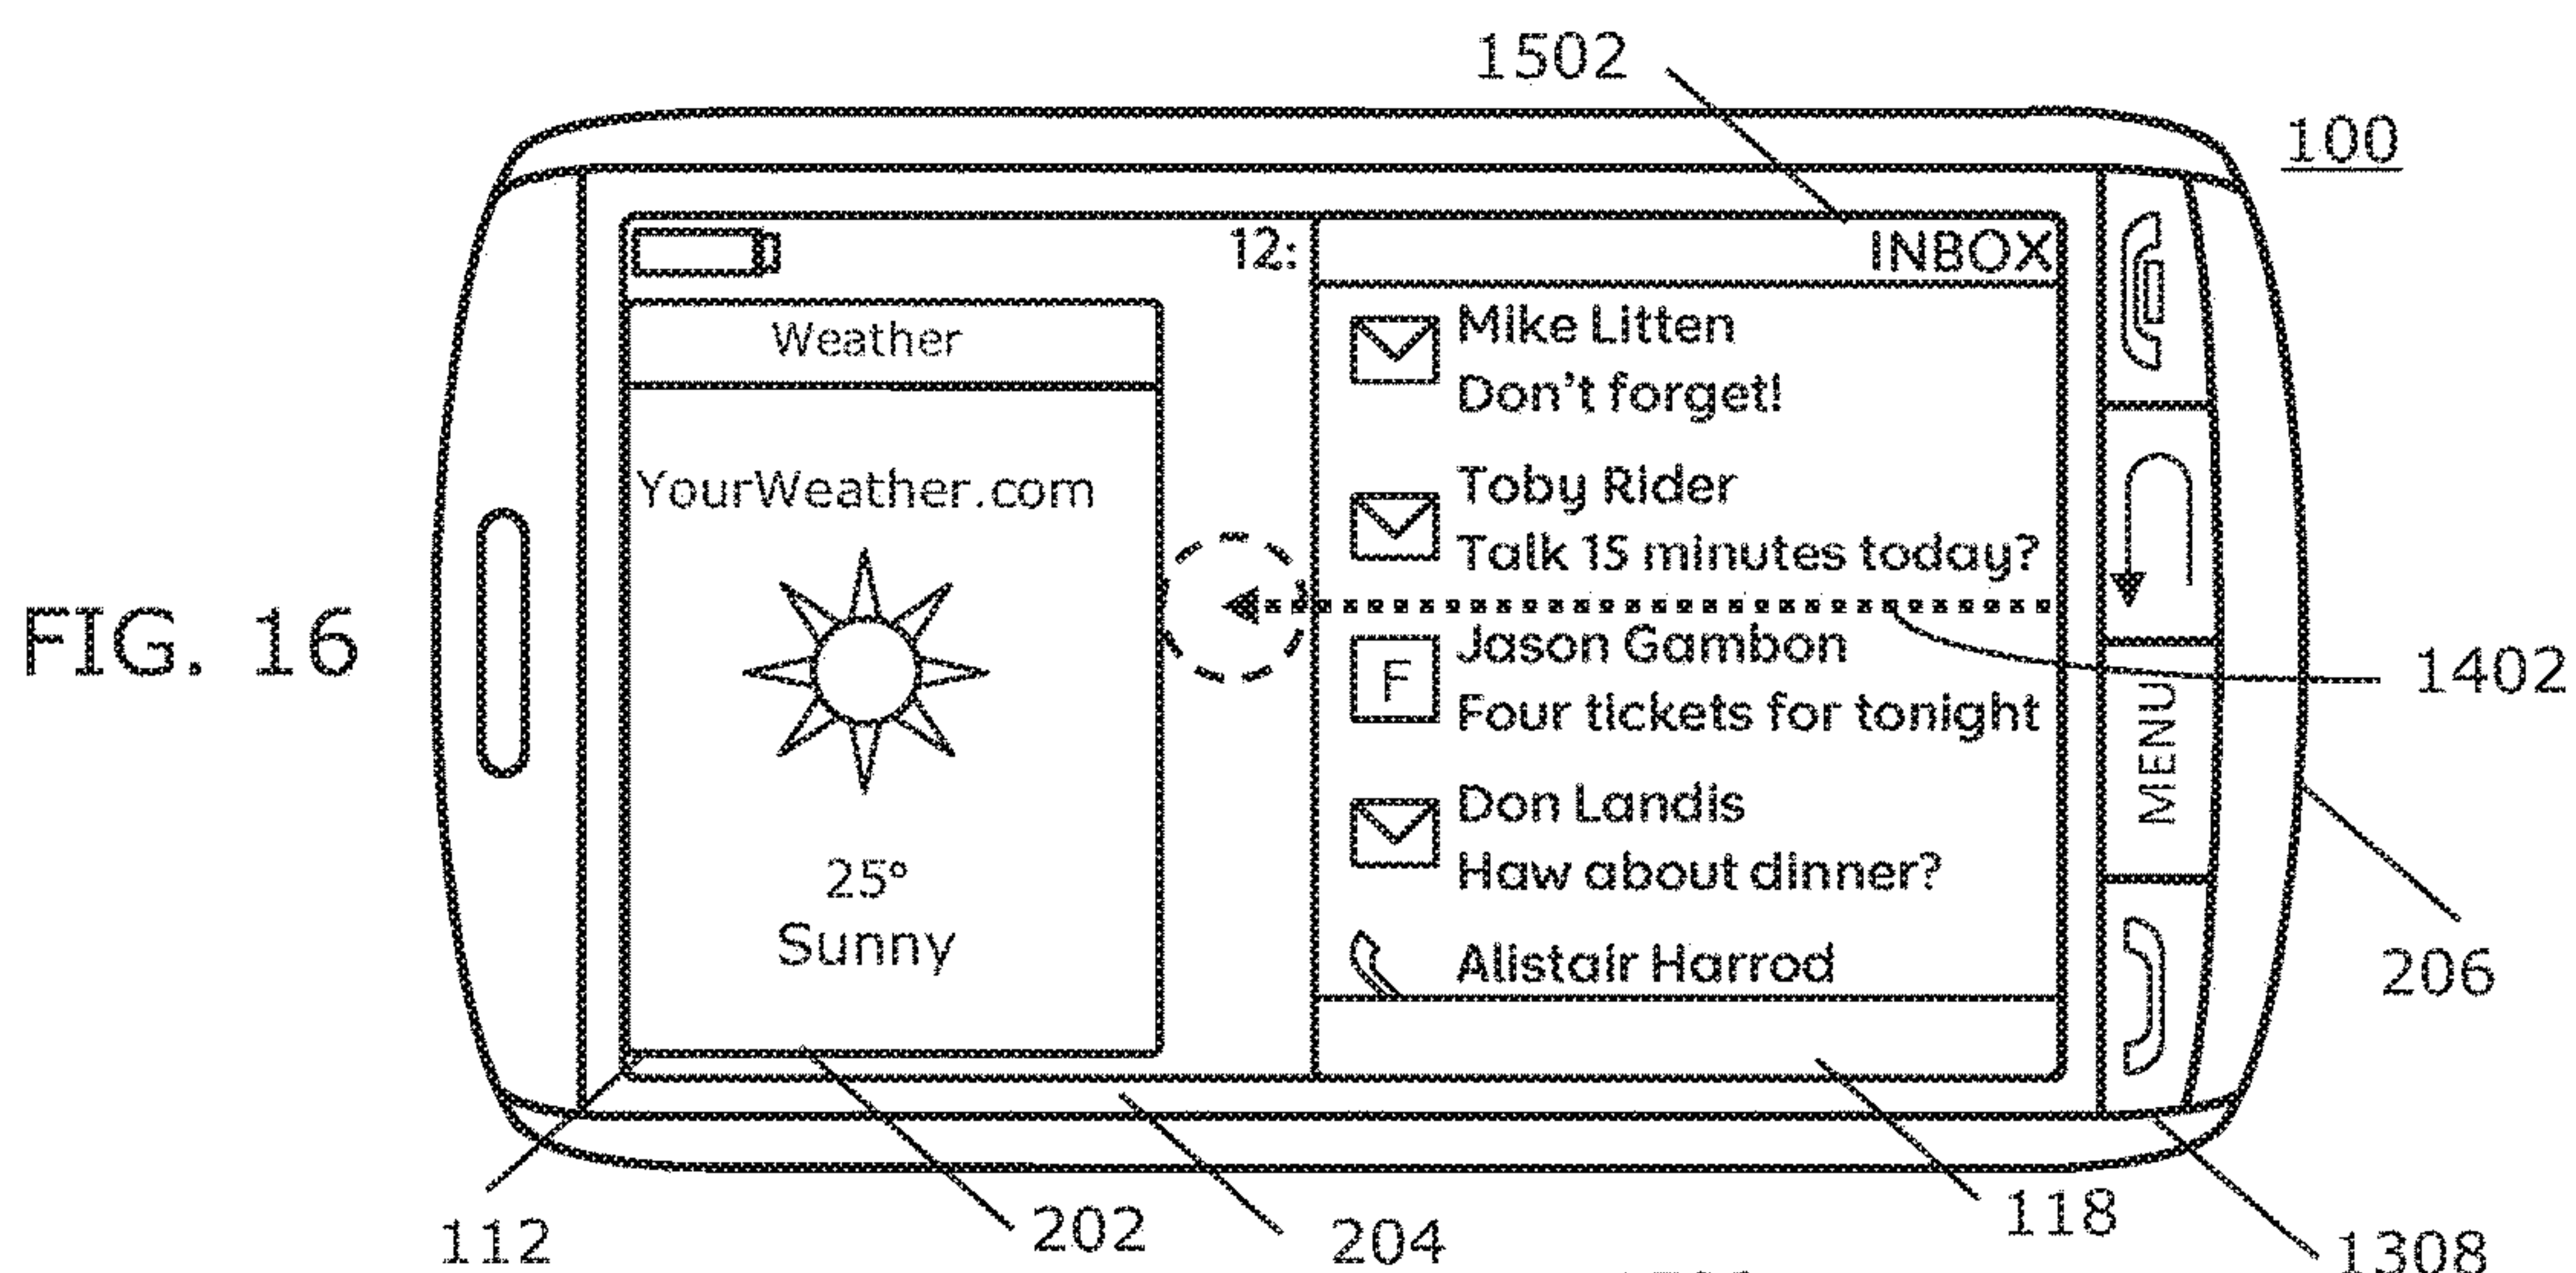 1502
100
12:
INBOX
Weather
Mike Litten
Don't forget!
YourWeather.com
Toby Rider
Talk 15 minutes today?
FIG. 16
Jason Gambon
F
Four tickets for tonight
1402
MENU
Don Landis
Haw about dinner?
25°
Sunny
Alistair Harrod
206
112
202
204
118
1308